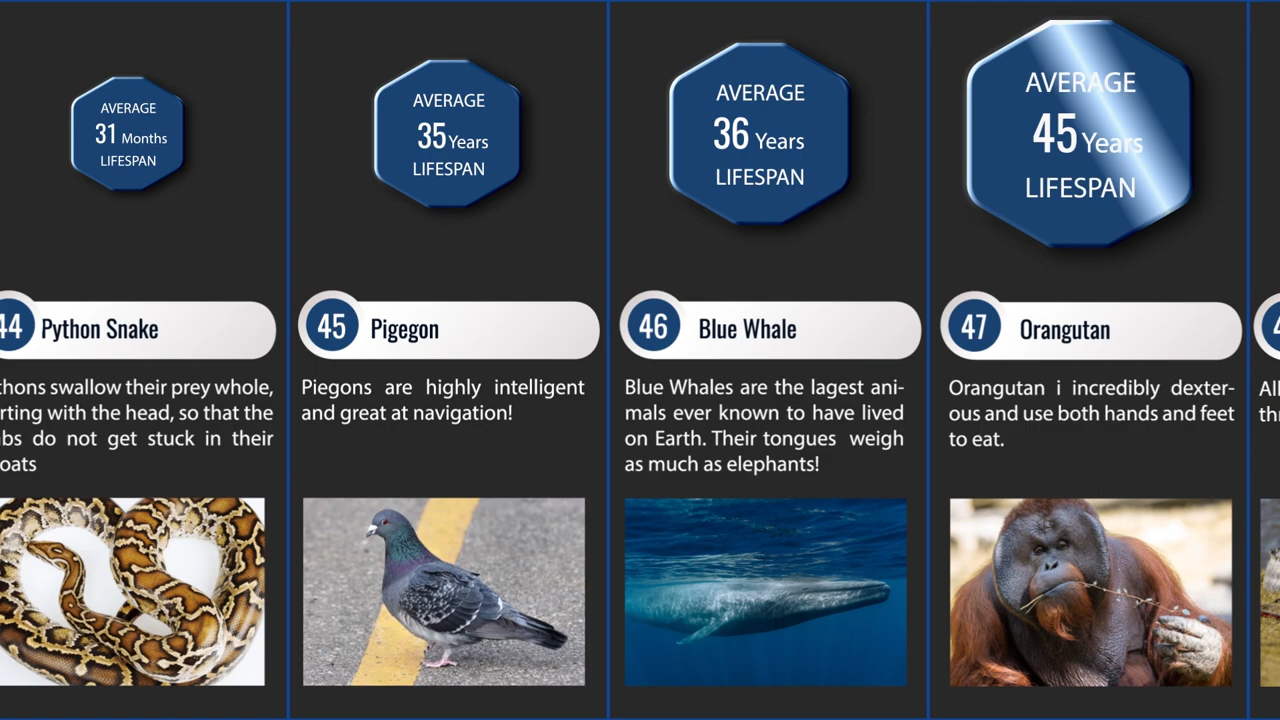 AVERAGE
31 Months
LIFESPAN
44 Python Snake
thons swallow their prey whole,
rting with the head, so that the
bs do not get stuck in their
oats
AVERAGE
35 Years
LIFESPAN
45 Pigegon
Piegons are highly intelligent
and great at navigation!
AVERAGE
36 Years
LIFESPAN
46 Blue Whale
Blue Whales are the lagest ani-
mals ever known to have lived
on Earth. Their tongues weigh
as much as elephants!
AVERAGE
45 Years
LIFESPAN
47 Orangutan
Orangutan i incredibly dexter-
ous and use both hands and feet
to eat.
4
All
thr